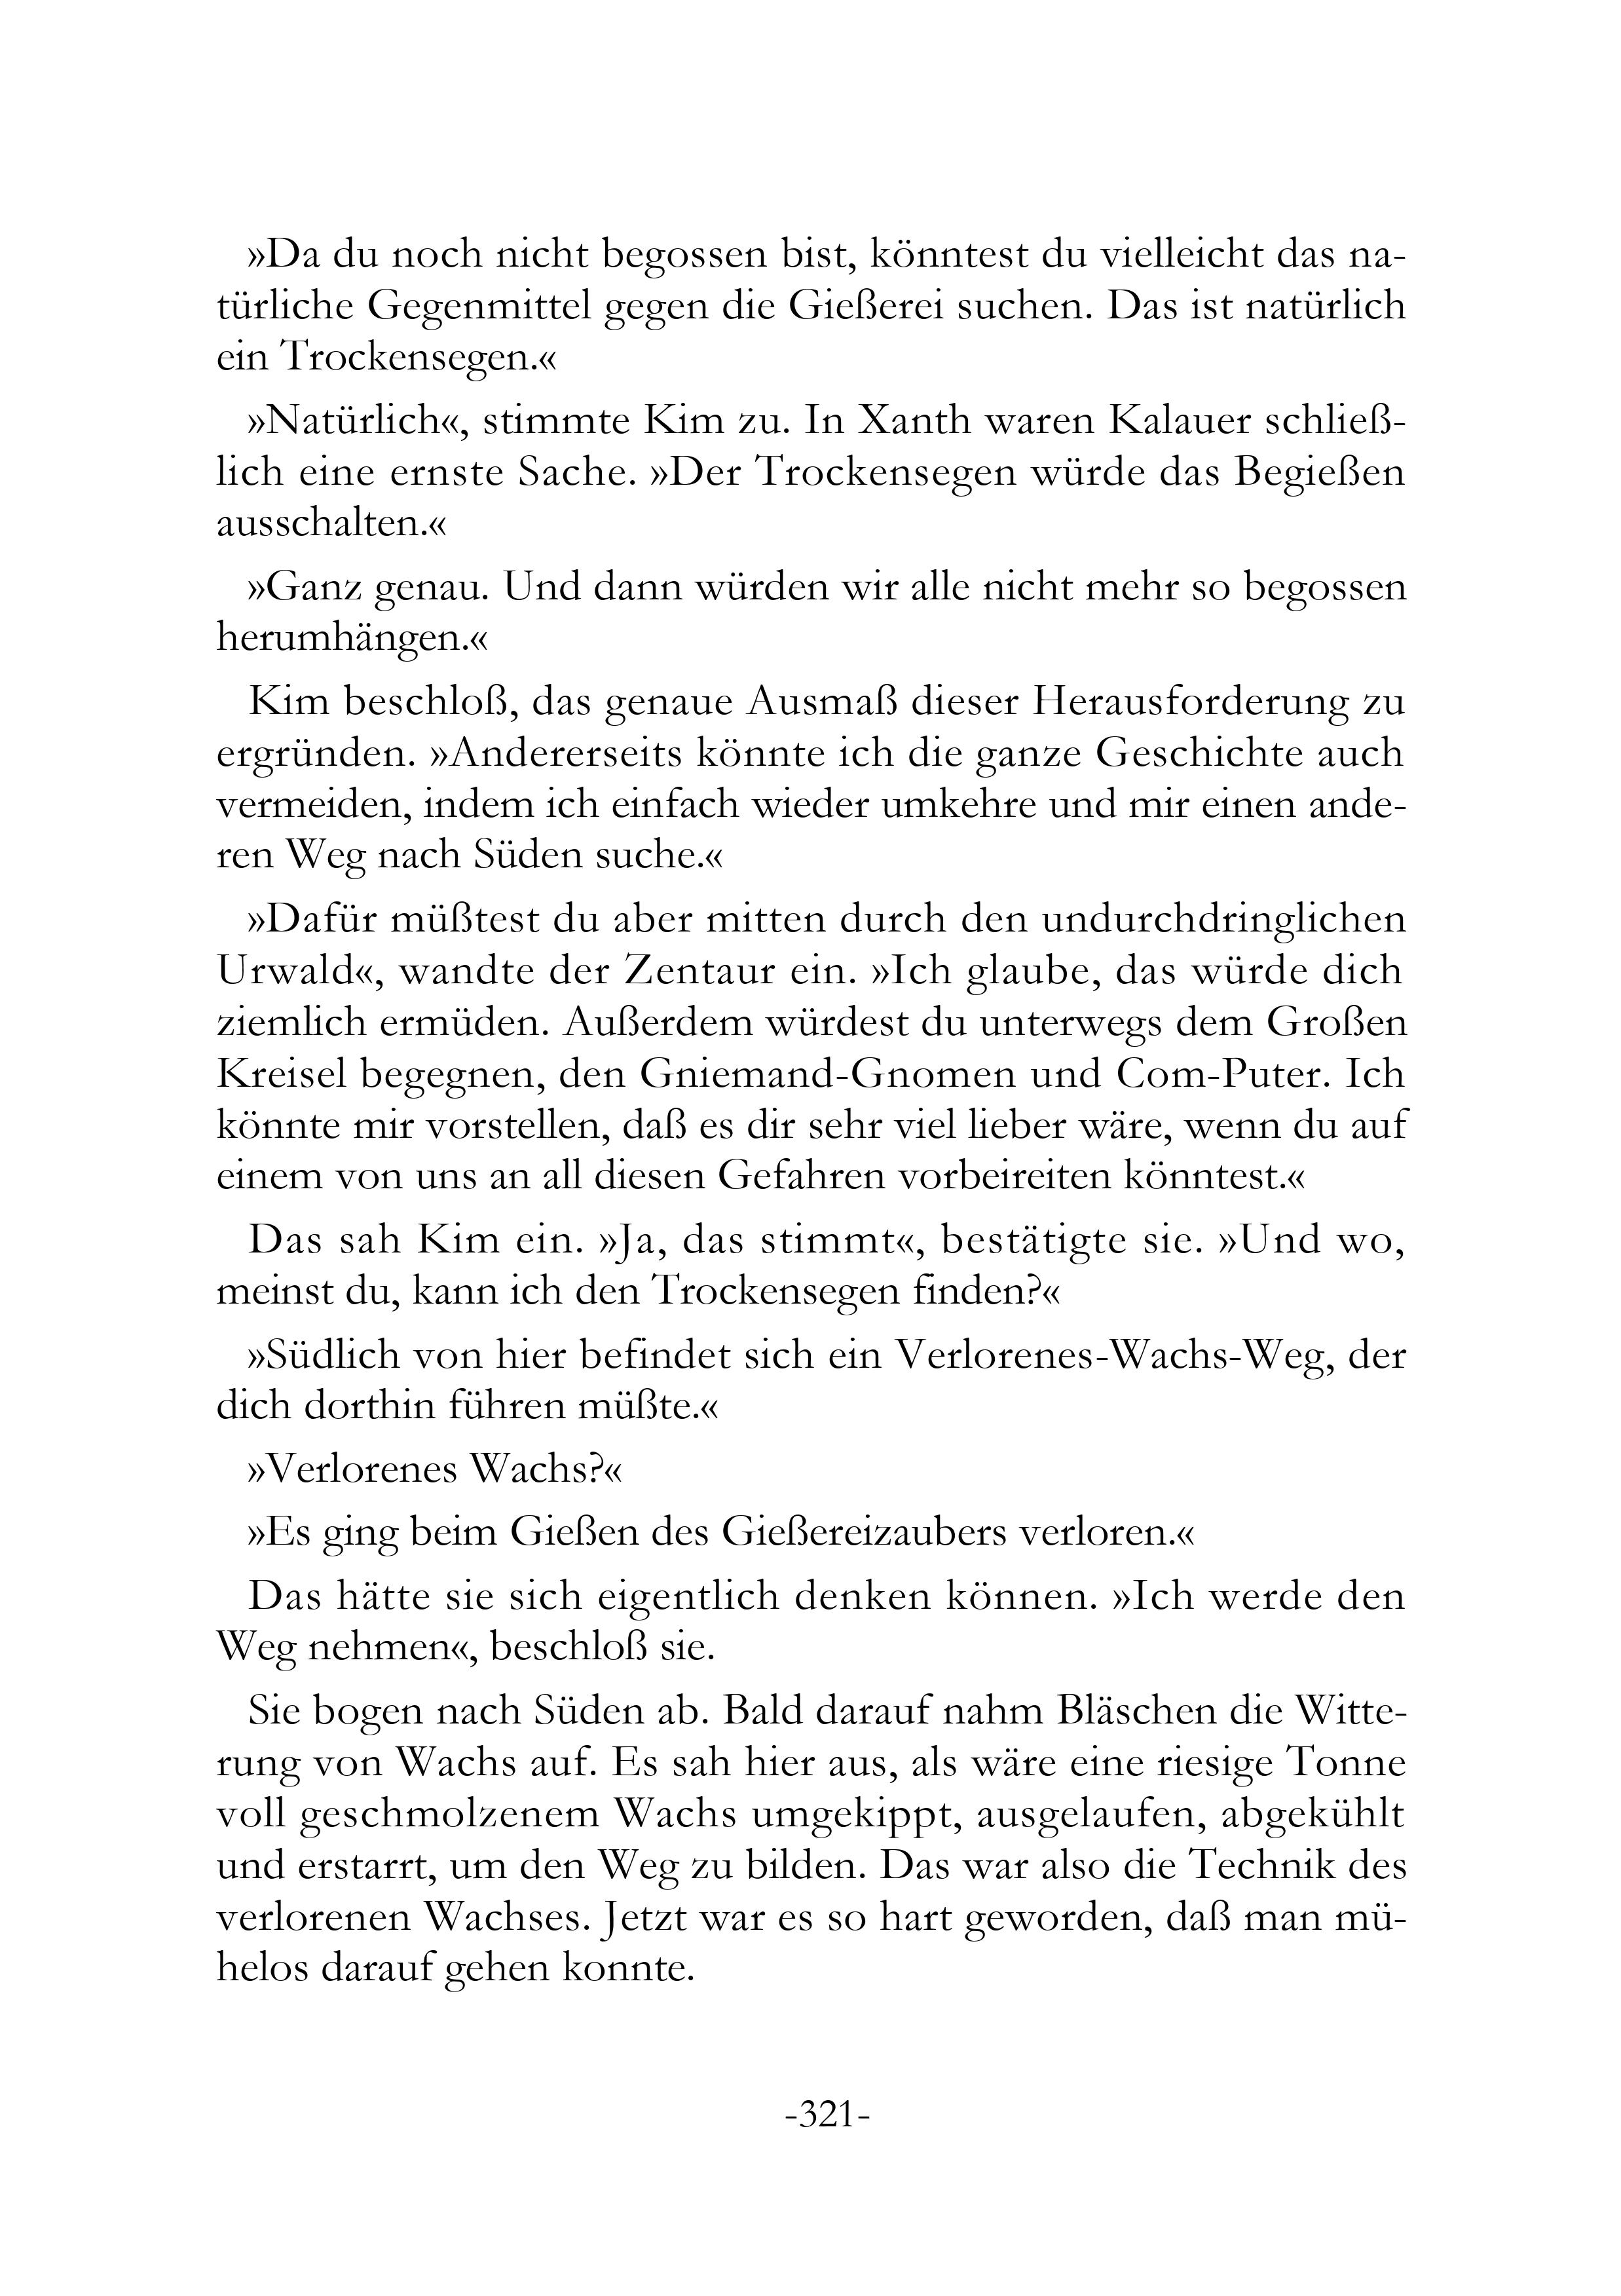 »Da du noch nicht begossen bist, könntest du vielleicht das na-
türliche Gegenmittel gegen die Gießerei suchen. Das ist natürlich
ein Trockensegen.«
»Natürlich«, stimmte Kim zu. In Xanth waren Kalauer schließ-
lich eine ernste Sache. »Der Trockensegen würde das Begießen
ausschalten.«
»Ganz genau. Und dann würden wir alle nicht mehr so begossen
herumhängen.«
Kim beschloß, das genaue Ausmaß dieser Herausforderung zu
ergründen. »Andererseits könnte ich die ganze Geschichte auch
vermeiden, indem ich einfach wieder umkehre und mir einen ande-
ren Weg nach Süden suche.«
»Dafür müßtest du aber mitten durch den undurchdringlichen
Urwald«, wandte der Zentaur ein. »Ich glaube, das würde dich
ziemlich ermüden. Außerdem würdest du unterwegs dem Großen
Kreisel begegnen, den Gniemand-Gnomen und Com-Puter. Ich
könnte mir vorstellen, daß es dir sehr viel lieber wäre, wenn du auf
einem von uns an all diesen Gefahren vorbeireiten könntest.«
Das sah Kim ein. »Ja, das stimmt«, bestätigte sie. »Und wo,
meinst du, kann ich den Trockensegen finden?«
»Südlich von hier befindet sich ein Verlorenes-Wachs-Weg, der
dich dorthin führen müßte.«
»Verlorenes Wachs?«
»Es ging beim Gießen des Gießereizaubers verloren.«
Das hätte sie sich eigentlich denken können. »Ich werde den
Weg nehmen«, beschloß sie.
Sie bogen nach Süden ab. Bald darauf nahm Bläschen die Witte-
rung von Wachs auf. Es sah hier aus, als wäre eine riesige Tonne
voll geschmolzenem Wachs umgekippt, ausgelaufen, abgekühlt
und erstarrt, um den Weg zu bilden. Das war also die Technik des
verlorenen Wachses. Jetzt war es so hart geworden, daß man mü-
helos darauf gehen konnte.
-321-